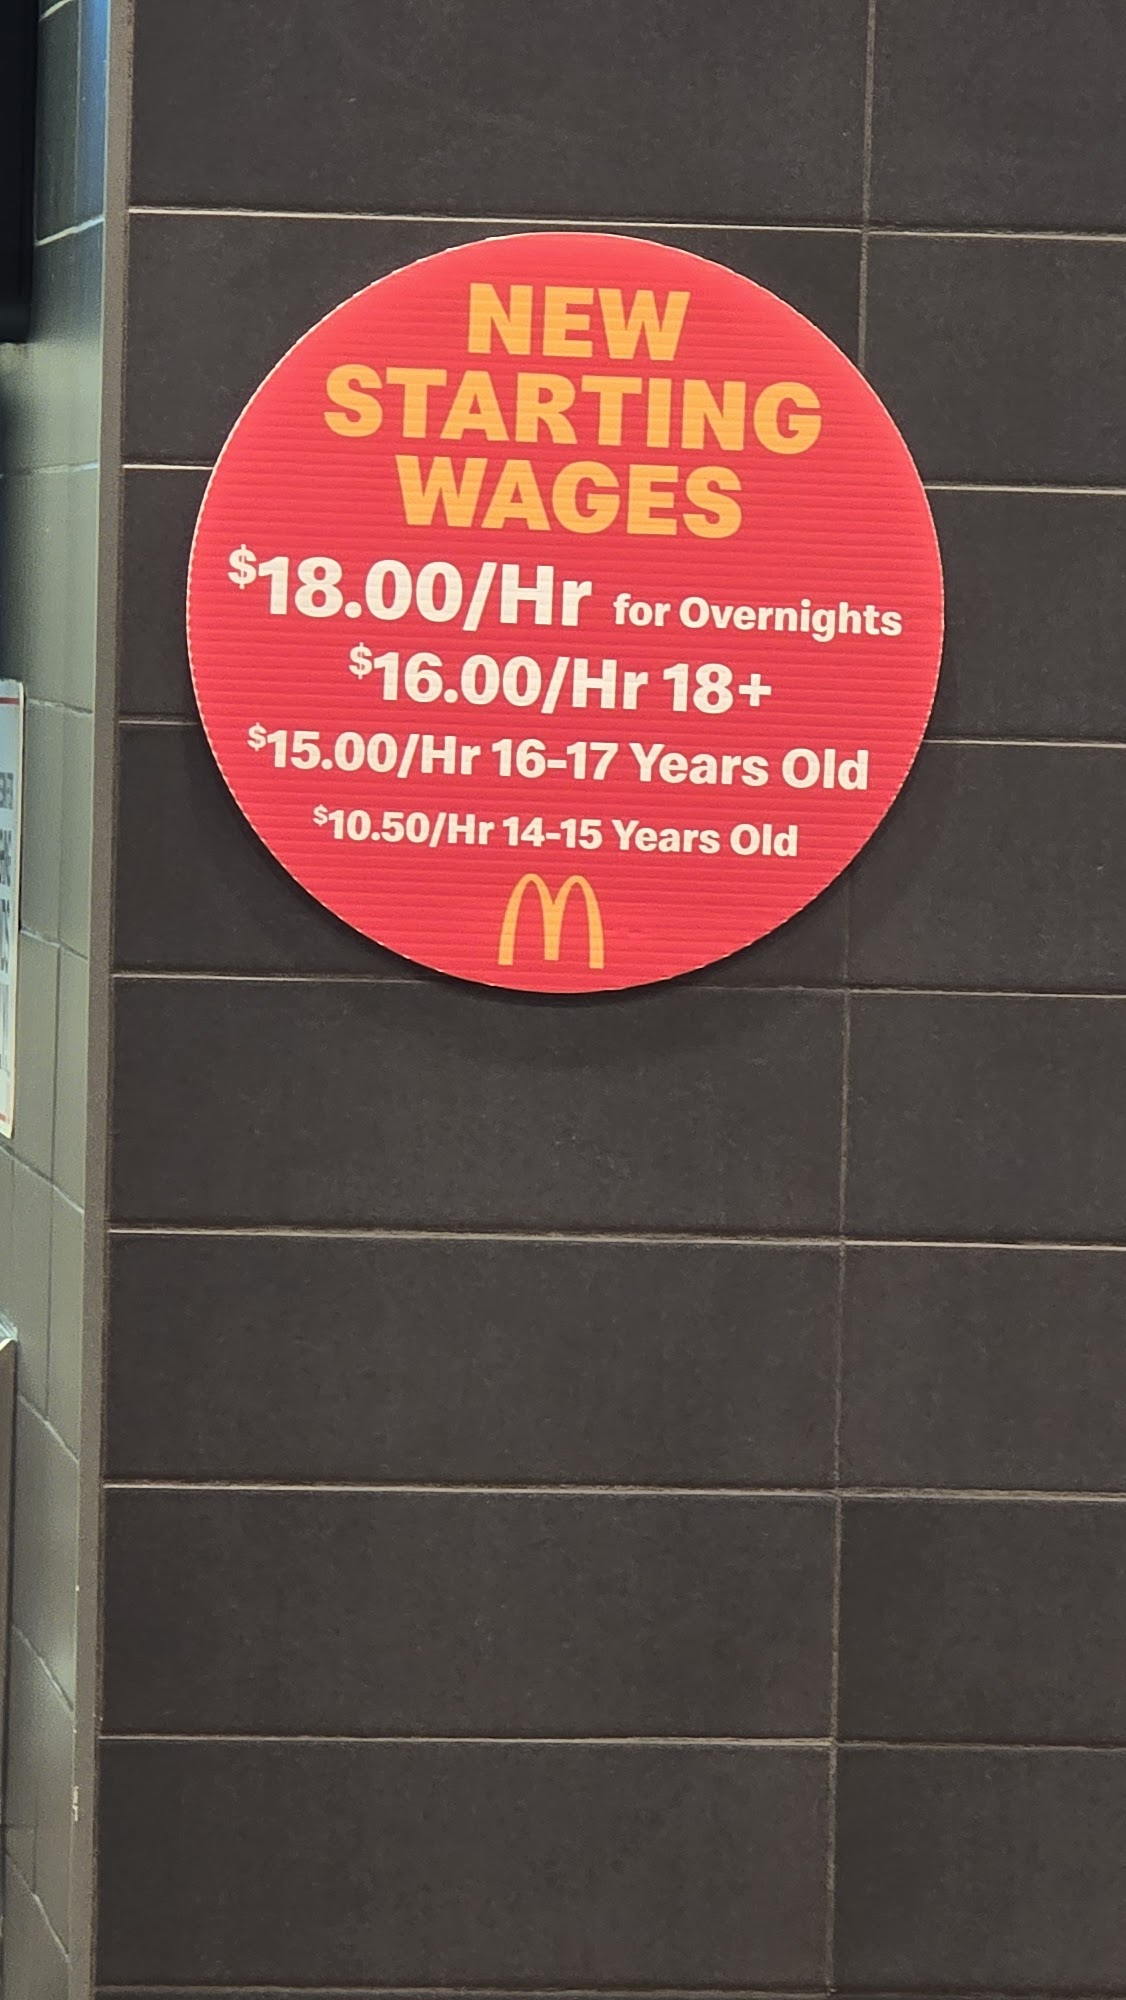 NEW
STARTING
WAGES
$18.00/Hr for Overnights
$16.00/Hr 18+
$15.00/Hr 16-17 Years Old
$10.50/Hr 14-15 Years Old